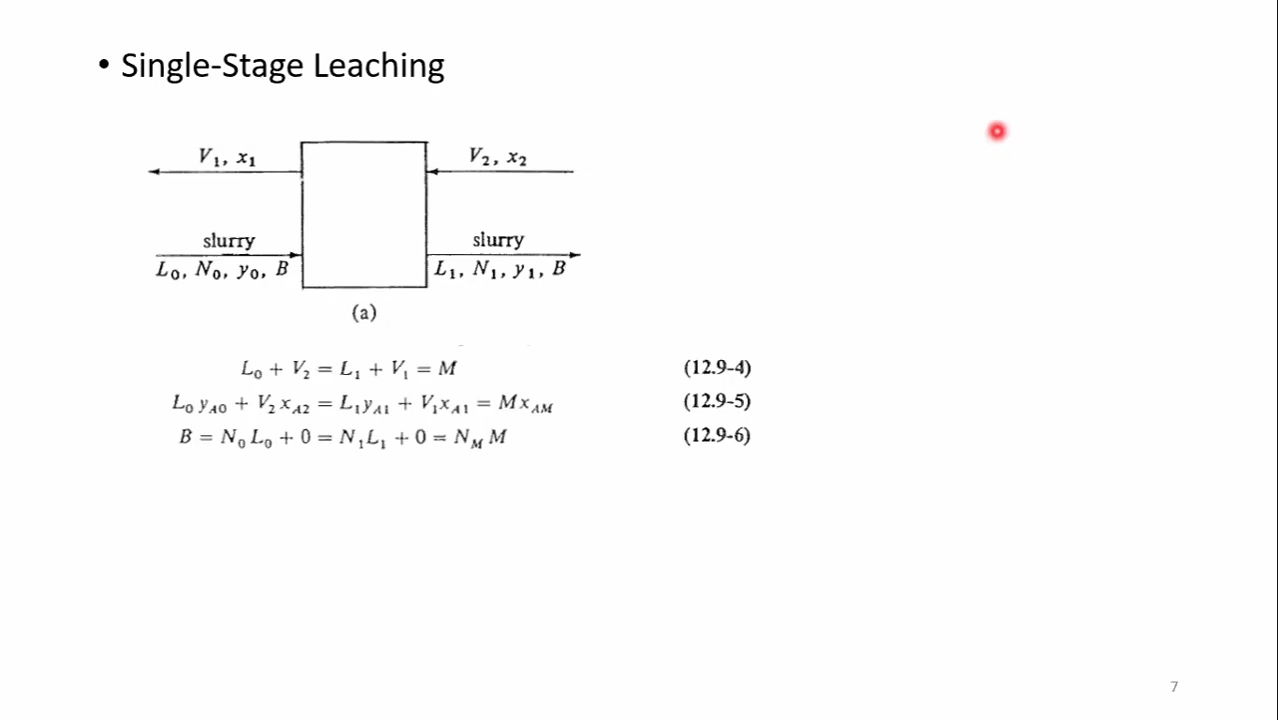 • Single-Stage Leaching
V₁, x₁
V₂, x₂
slurry
slurry
L₀, N₀, y₀, B
L₁, N₁, y₁, B
(a)
L₀ + V₂ = L₁ + V₁ = M (12.9-4)
L₀ y_A0 + V₂ x_A2 = L₁ y_A1 + V₁ x_A1 = M x_AM (12.9-5)
B = N₀ L₀ + 0 = N₁ L₁ + 0 = N_M M (12.9-6)
7